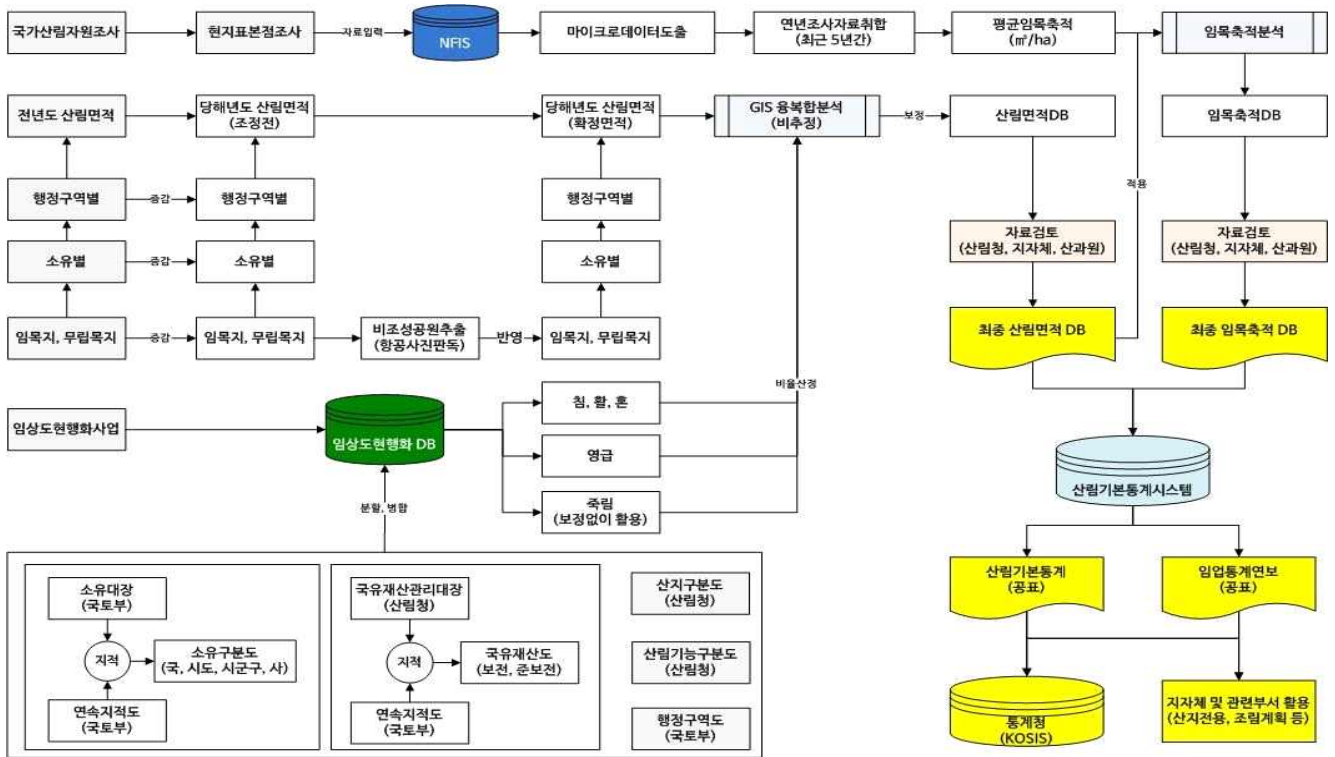 국가산림자원조사
현지표본점조사
자료입력
NFIS
마이크로데이터도출
연년조사자료취합
(최근 5년간)
평균임목축적
(㎥/ha)
임목축적분석
전년도 산림면적
당해년도 산림면적
(조정전)
당해년도 산림면적
(확정면적)
GIS 융복합분석
(비추정)
보정
산림면적DB
임목축적DB
적용
행정구역별
증감
행정구역별
행정구역별
소유별
증감
소유별
소유별
자료검토
(산림청, 지자체, 산과원)
자료검토
(산림청, 지자체, 산과원)
임목지, 무립목지
증감
임목지, 무립목지
비조성공원추출
(항공사진판독)
반영
임목지, 무립목지
최종 산림면적 DB
최종 임목축적 DB
비율산정
임상도현행화사업
임상도현행화 DB
침, 활, 혼
영급
죽림
(보정없이 활용)
분할, 병합
산림기본통계시스템
소유대장
(국토부)
지적
소유구분도
(국, 시도, 시군구, 사)
연속지적도
(국토부)
국유재산관리대장
(산림청)
지적
국유재산도
(보전, 준보전)
연속지적도
(국토부)
산지구분도
(산림청)
산림기능구분도
(산림청)
행정구역도
(국토부)
산림기본통계
(공표)
임업통계연보
(공표)
통계청
(KOSIS)
지자체 및 관련부서 활용
(산지전용, 조림계획 등)